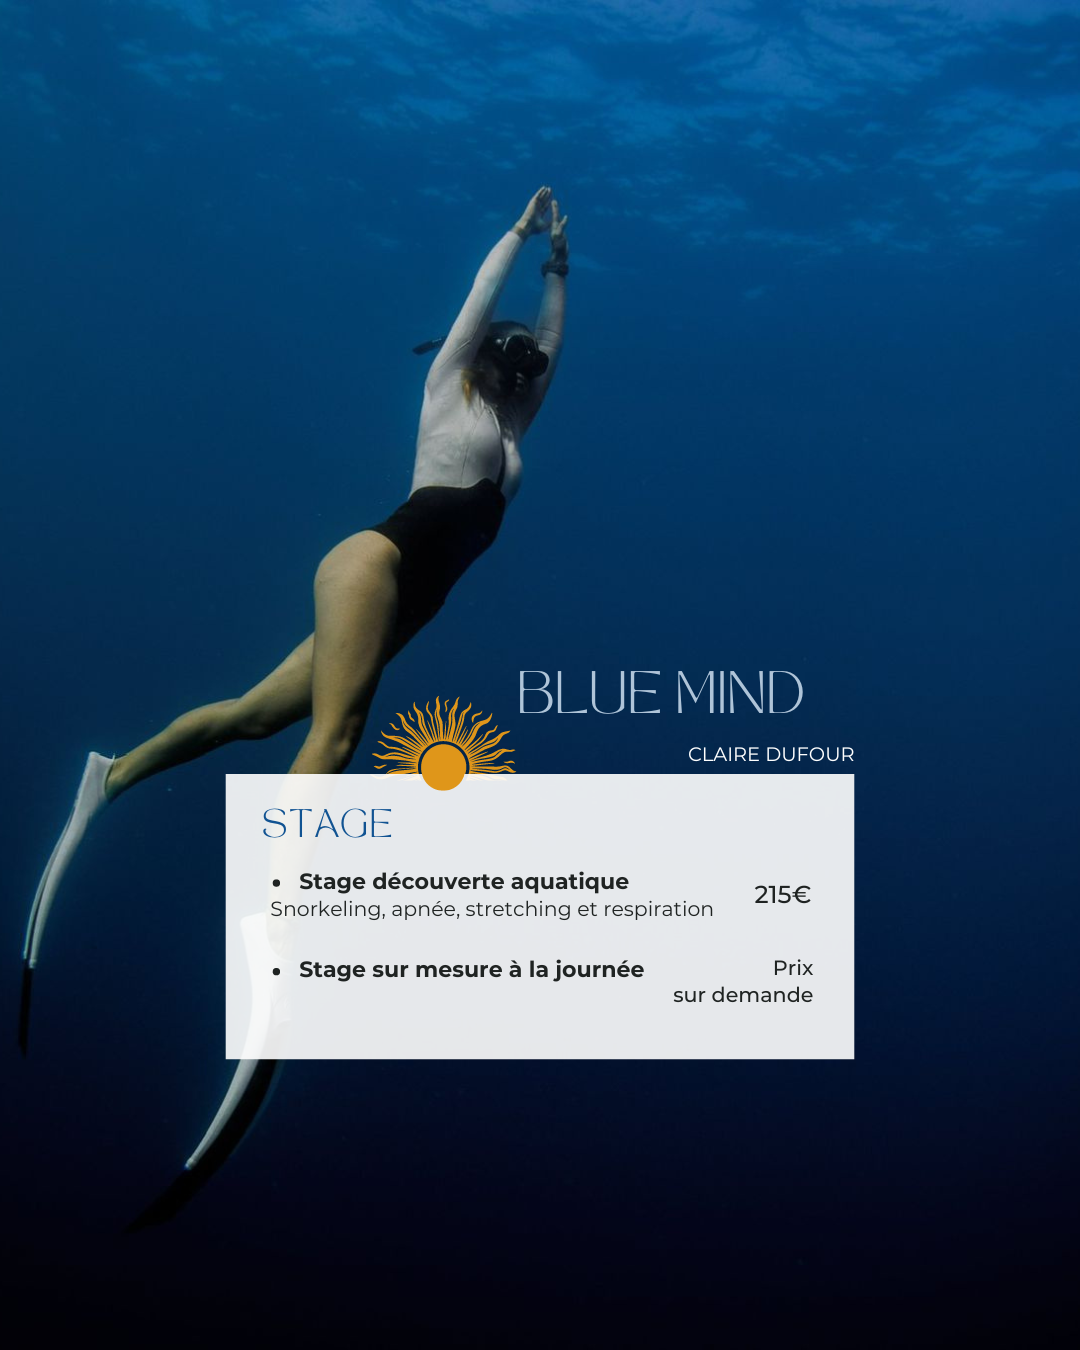 BLUE MIND
CLAIRE DUFOUR
STAGE
• Stage découverte aquatique
Snorkeling, apnée, stretching et respiration
215€
• Stage sur mesure à la journée
Prix
sur demande